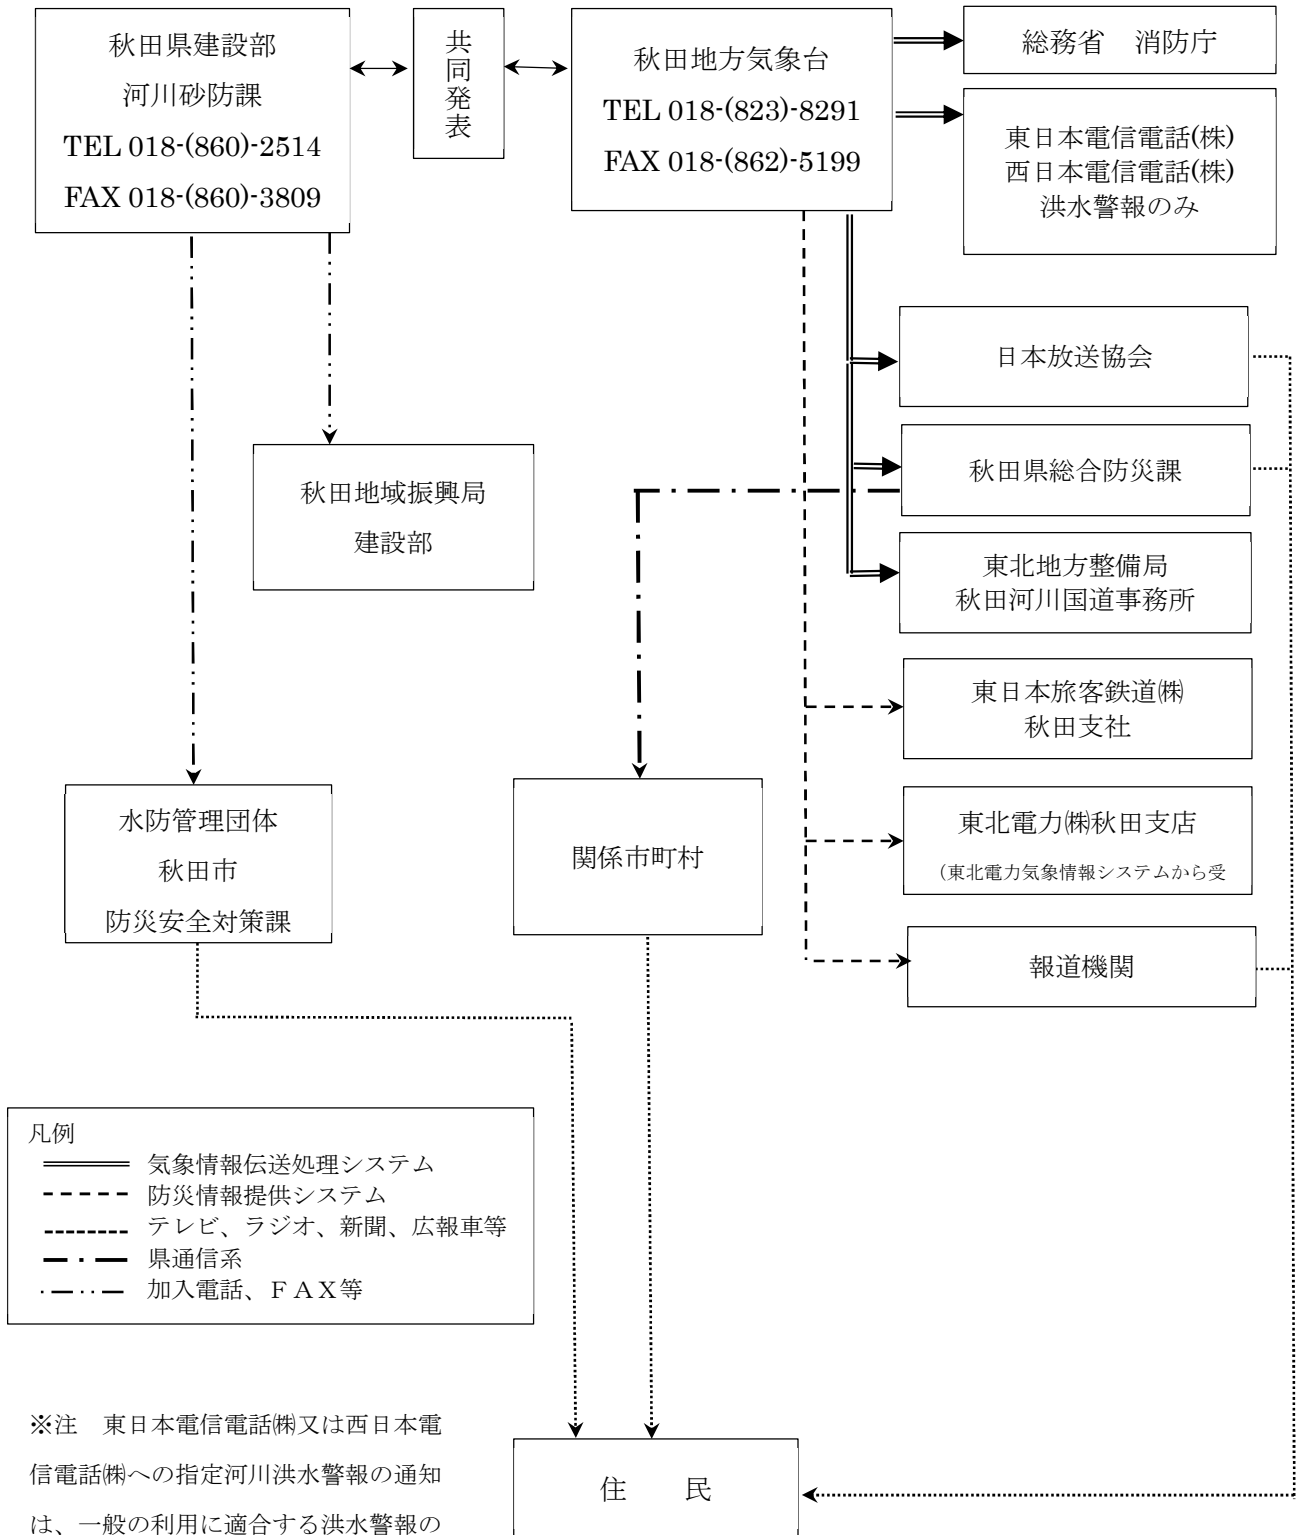 秋田県建設部
河川砂防課
TEL 018-(860)-2514
FAX 018-(860)-3809
共同発表
秋田地方気象台
TEL 018-(823)-8291
FAX 018-(862)-5199
総務省　消防庁
東日本電信電話(株)
西日本電信電話(株)
洪水警報のみ
日本放送協会
秋田県総合防災課
秋田地域振興局
建設部
東北地方整備局
秋田河川国道事務所
東日本旅客鉄道㈱
秋田支社
水防管理団体
秋田市
防災安全対策課
関係市町村
東北電力㈱秋田支店
(東北電力気象情報システムから受
報道機関
凡例
気象情報伝送処理システム
防災情報提供システム
テレビ、ラジオ、新聞、広報車等
県通信系
加入電話、ＦＡＸ等
※注　東日本電信電話㈱又は西日本電
信電話㈱への指定河川洪水警報の通知
は、一般の利用に適合する洪水警報の
住　　民